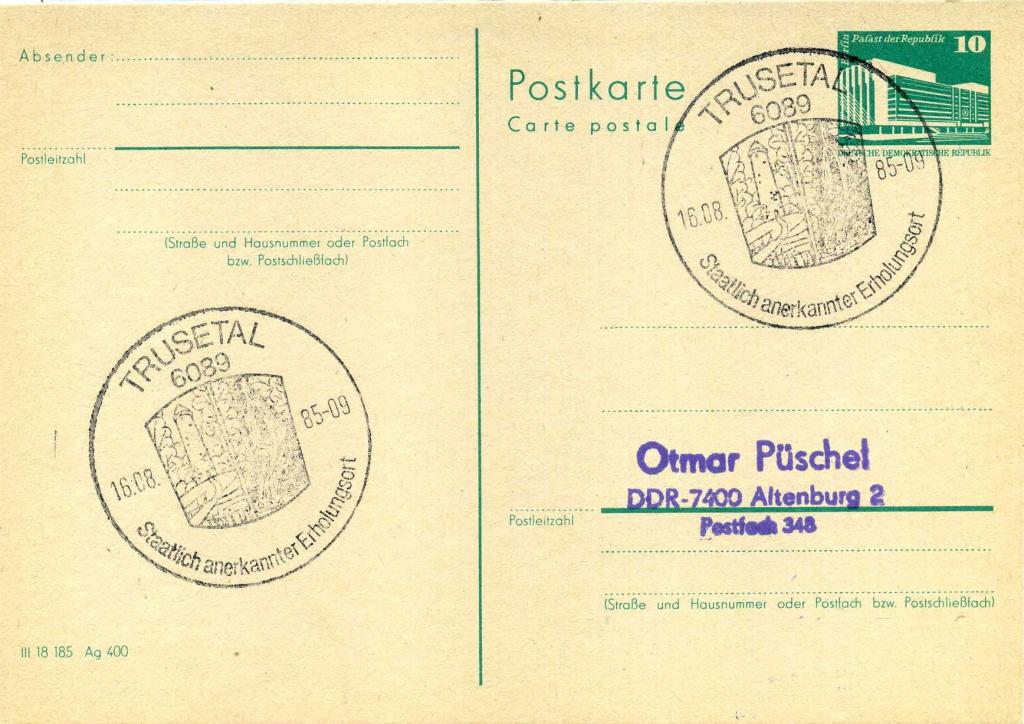 Absender:
Postleitzahl
(Straße und Hausnummer oder Postfach
bzw. Postschließfach)
TRUSETAL
6089
16.08. 85-09
Staatlich anerkannter Erholungsort
III 18 185 Ag 400
Postkarte
Carte postale
Berlin Palast der Republik 10
DEUTSCHE DEMOKRATISCHE REPUBLIK
TRUSETAL
6089
16.08. 85-09
Staatlich anerkannter Erholungsort
Otmar Püschel
DDR-7400 Altenburg 2
Postleitzahl
Postfach 348
(Straße und Hausnummer oder Postfach bzw. Postschließfach)